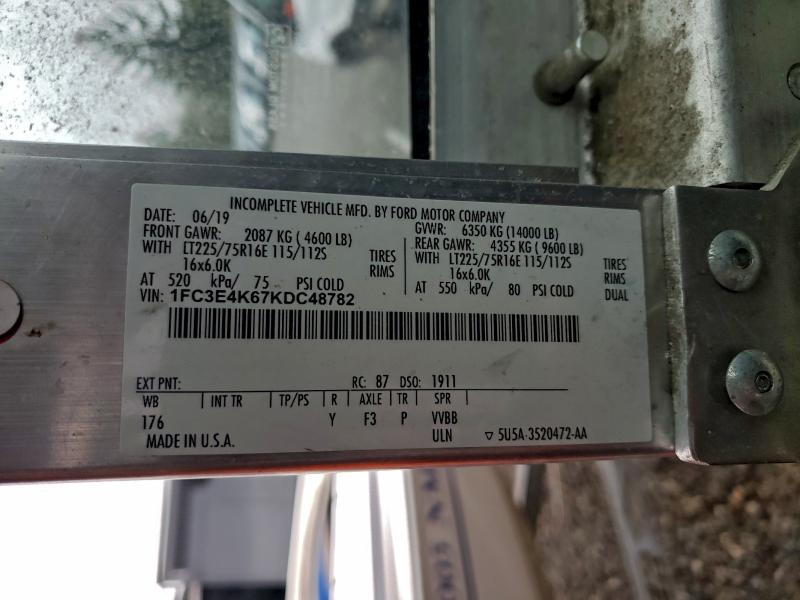 INCOMPLETE VEHICLE MFD. BY FORD MOTOR COMPANY
DATE: 06/19 GVWR: 6350 KG (14000 LB)
FRONT GAWR: 2087 KG ( 4600 LB) REAR GAWR: 4355 KG ( 9600 LB)
WITH LT225/75R16E 115/112S TIRES WITH LT225/75R16E 115/112S TIRES
16x6.0K RIMS 16x6.0K RIMS
AT 520 kPa/ 75 PSI COLD AT 550 kPa/ 80 PSI COLD DUAL
VIN: 1FC3E4K67KDC48782
EXT PNT: RC: 87 DSO: 1911
WB INT TR TP/PS R AXLE TR SPR
176 Y F3 P VVBB
MADE IN U.S.A. ULN ▽ 5U5A-3520472-AA